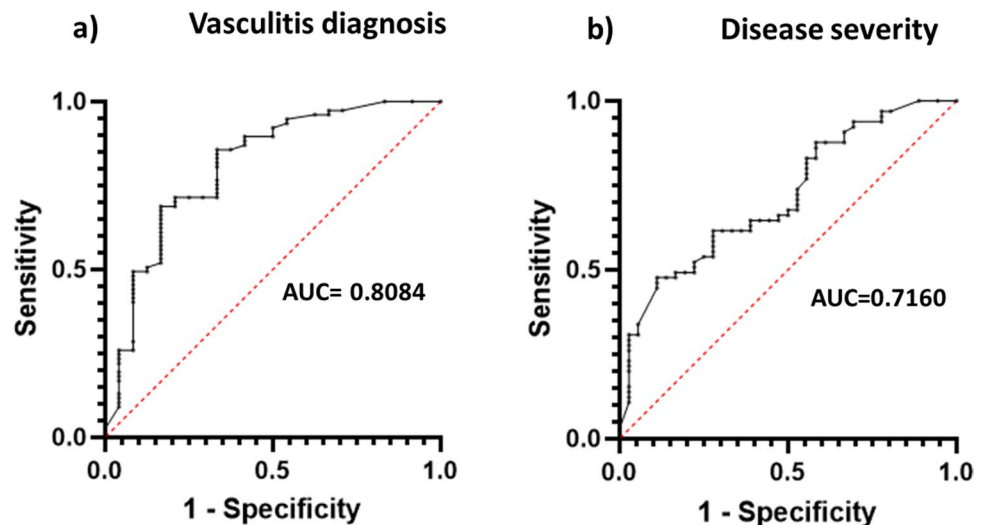 a) Vasculitis diagnosis
1.0
0.5
0.0
Sensitivity
AUC= 0.8084
0.0 0.5 1.0
1 - Specificity
b) Disease severity
1.0
0.5
0.0
Sensitivity
AUC=0.7160
0.0 0.5 1.0
1 - Specificity